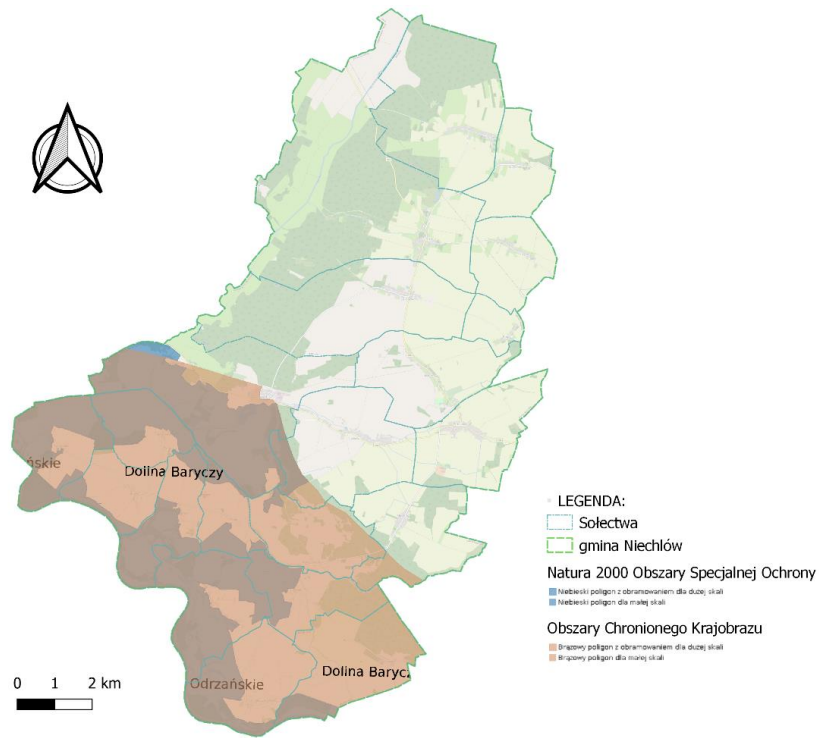 ńskie
Dolina Baryczy
Odrzańskie
Dolina Barycz
0 1 2 km
LEGENDA:
Sołectwa
gmina Niechlów
Natura 2000 Obszary Specjalnej Ochrony
Niebieski poligon z obramowaniem dla dużej skali
Niebieski poligon dla małej skali
Obszary Chronionego Krajobrazu
Brązowy poligon z obramowaniem dla dużej skali
Brązowy poligon dla małej skali